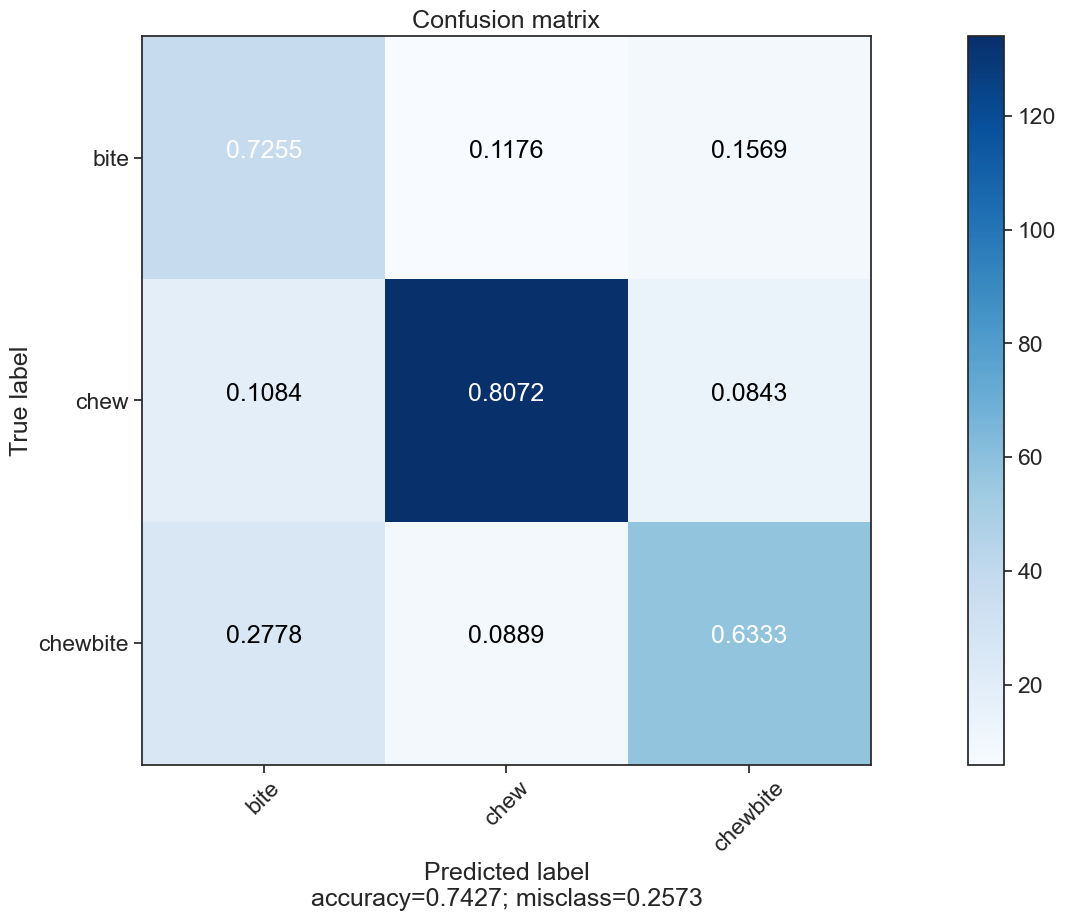 Confusion matrix
True label
bite
0.7255 0.1176 0.1569
chew
0.1084 0.8072 0.0843
chewbite
0.2778 0.0889 0.6333
bite chew chewbite
Predicted label
accuracy=0.7427; misclass=0.2573
120
100
80
60
40
20